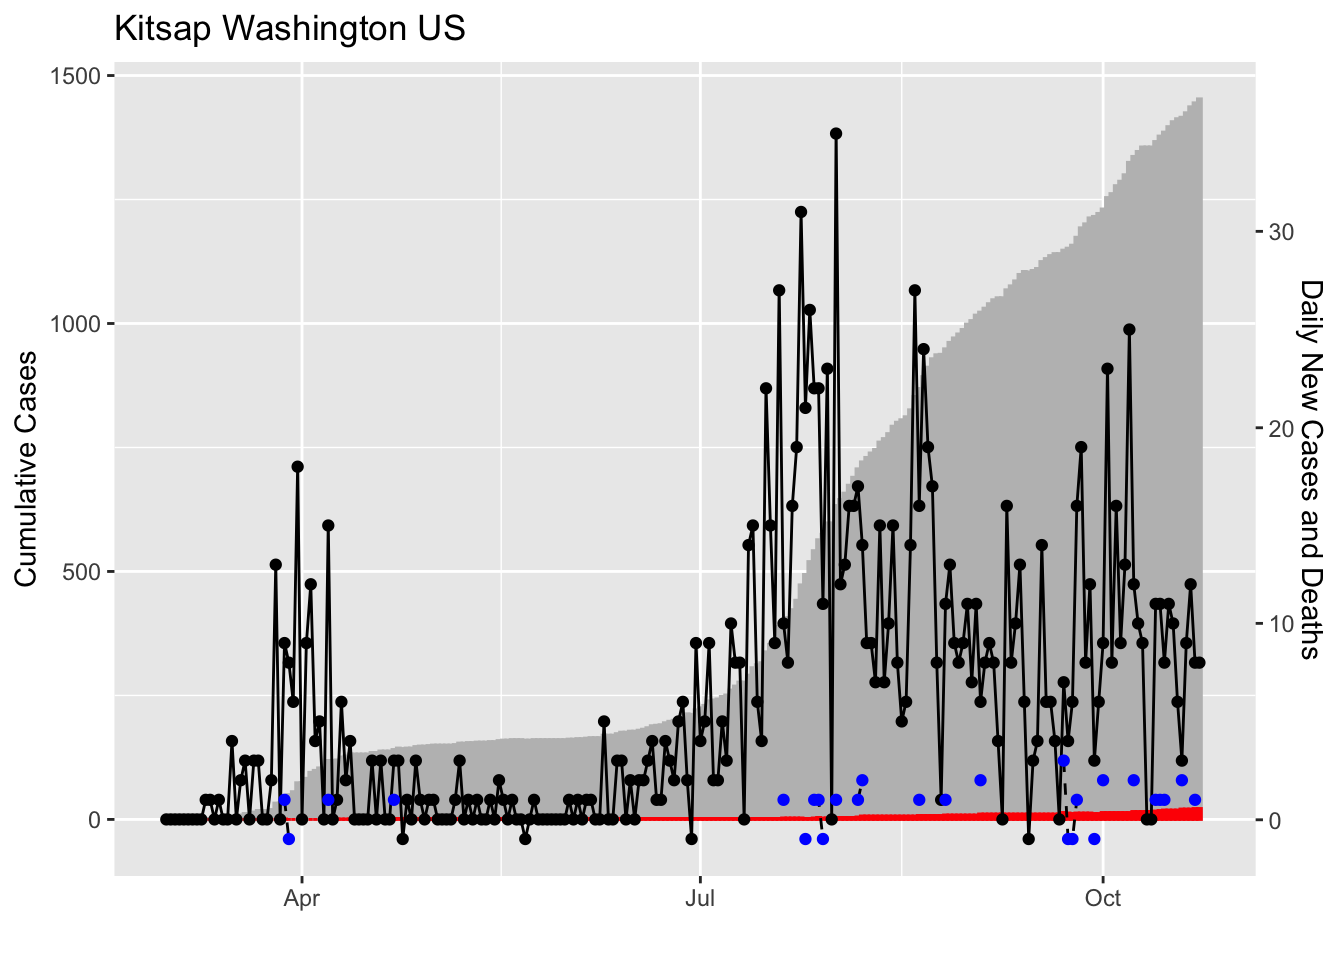 Kitsap Washington US
1500
1000
500
0
Cumulative Cases
30
20
10
0
Daily New Cases and Deaths
Apr
Jul
Oct